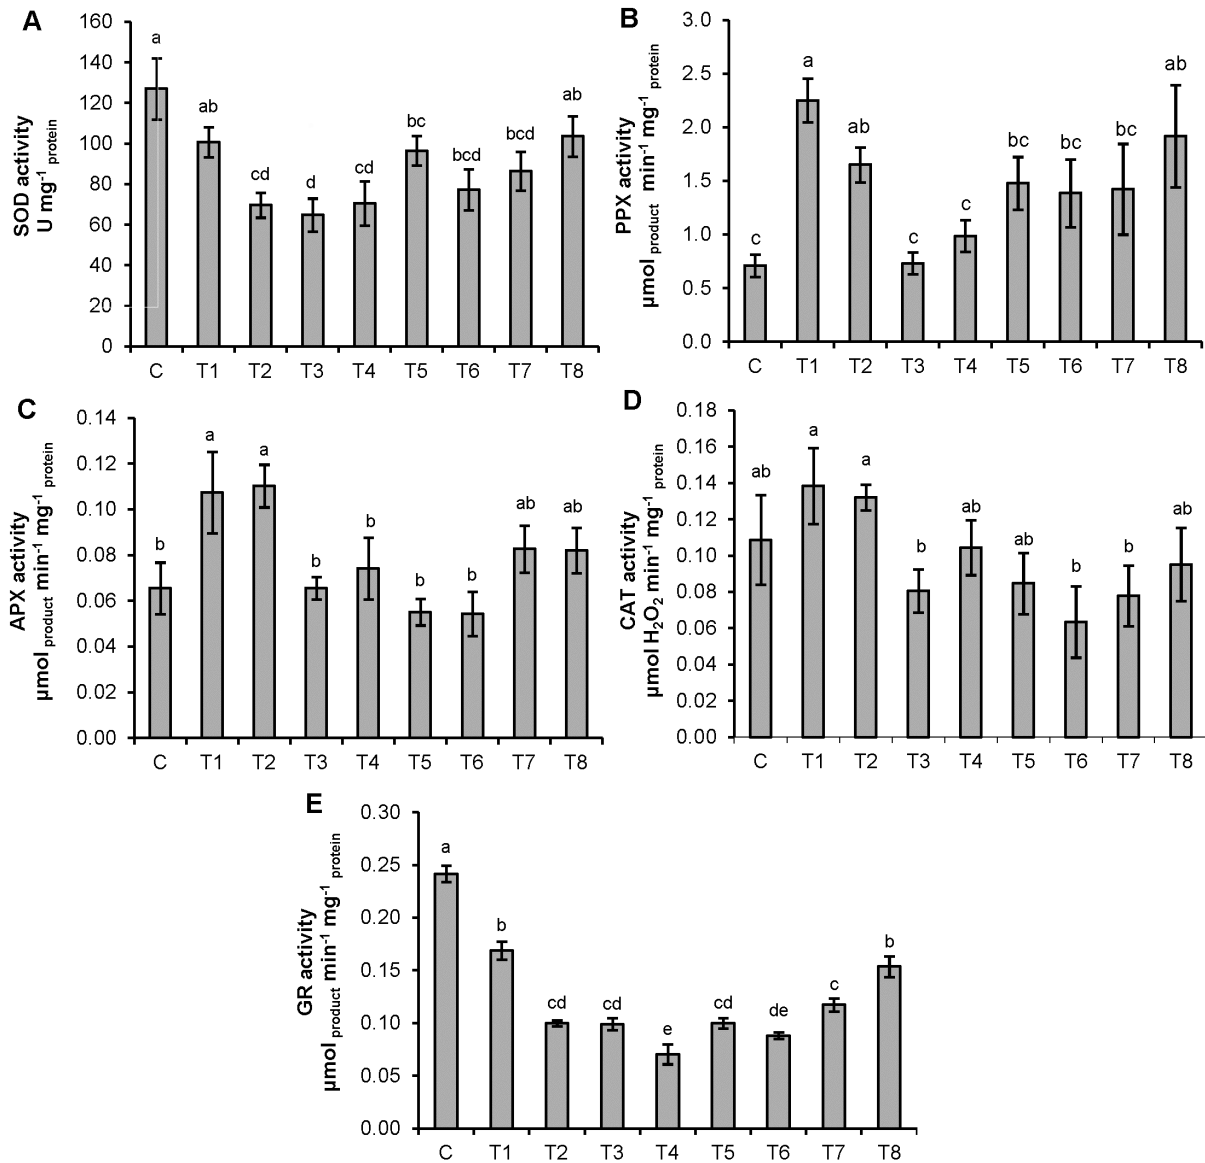 A
SOD activity
U mg-1 protein
160
140
120
100
80
60
40
20
0
a
ab
cd
d
cd
bc
bcd
bcd
ab
C T1 T2 T3 T4 T5 T6 T7 T8
B
PPX activity
µmol product min-1 mg-1 protein
3.0
2.5
2.0
1.5
1.0
0.5
0.0
c
a
ab
c
c
bc
bc
bc
ab
C T1 T2 T3 T4 T5 T6 T7 T8
C
APX activity
µmol product min-1 mg-1 protein
0.14
0.12
0.10
0.08
0.06
0.04
0.02
0.00
b
a
a
b
b
b
b
ab
ab
C T1 T2 T3 T4 T5 T6 T7 T8
D
CAT activity
µmol H2O2 min-1 mg-1 protein
0.18
0.16
0.14
0.12
0.10
0.08
0.06
0.04
0.02
0.00
ab
a
a
b
ab
ab
b
b
ab
C T1 T2 T3 T4 T5 T6 T7 T8
E
GR activity
µmol product min-1 mg-1 protein
0.30
0.25
0.20
0.15
0.10
0.05
0.00
a
b
cd
cd
e
cd
de
c
b
C T1 T2 T3 T4 T5 T6 T7 T8